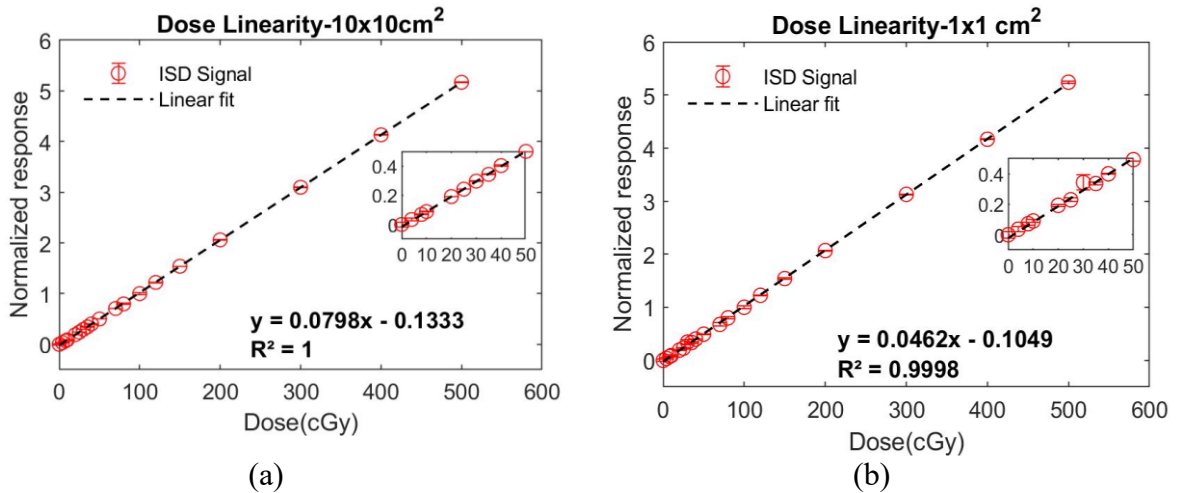 Dose Linearity-10x10cm²
6
5
4
3
2
1
0
Normalized response
ISD Signal
Linear fit
0.4
0.2
0
0 10 20 30 40 50
y = 0.0798x - 0.1333
R² = 1
0 100 200 300 400 500 600
Dose(cGy)
(a)
Dose Linearity-1x1 cm²
6
5
4
3
2
1
0
Normalized response
ISD Signal
Linear fit
0.4
0.2
0
0 10 20 30 40 50
y = 0.0462x - 0.1049
R² = 0.9998
0 100 200 300 400 500 600
Dose(cGy)
(b)